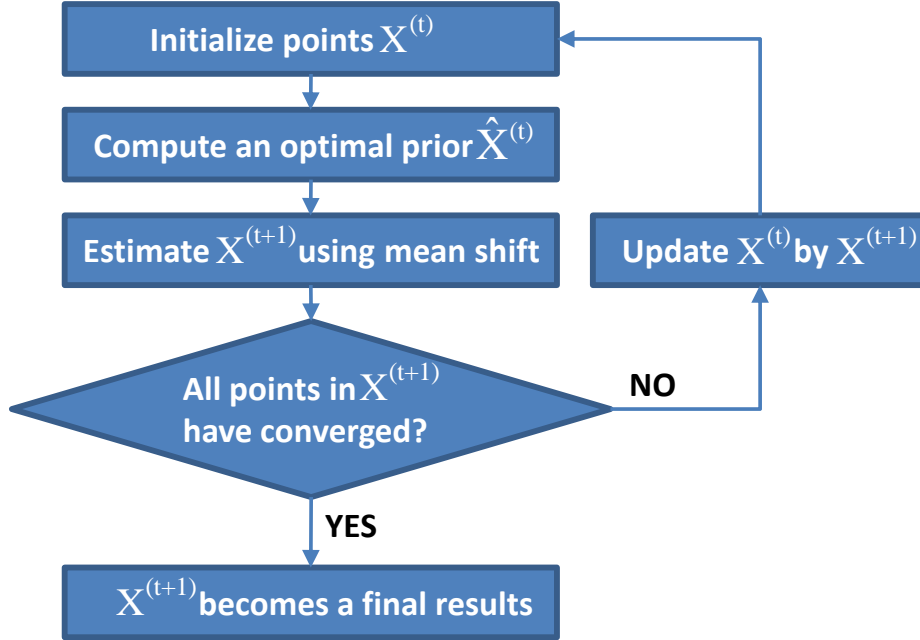 Initialize points X^(t)
Compute an optimal prior X̂^(t)
Estimate X^(t+1) using mean shift
Update X^(t) by X^(t+1)
All points in X^(t+1)
have converged?
NO
YES
X^(t+1) becomes a final results